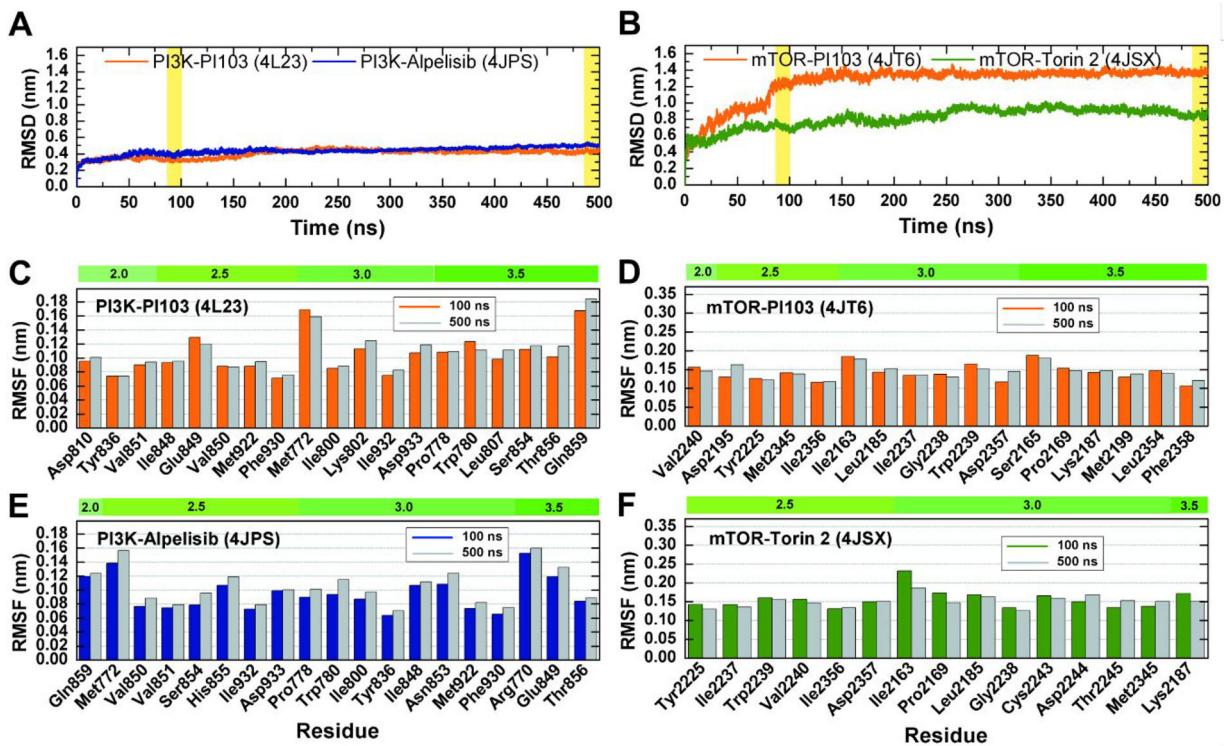 A
PI3K-PI103 (4L23) PI3K-Alpelisib (4JPS)
RMSD (nm)
1.6
1.4
1.2
1.0
0.8
0.6
0.4
0.2
0.0
0 50 100 150 200 250 300 350 400 450 500
Time (ns)
B
mTOR-PI103 (4JT6) mTOR-Torin 2 (4JSX)
RMSD (nm)
1.6
1.4
1.2
1.0
0.8
0.6
0.4
0.2
0.0
0 50 100 150 200 250 300 350 400 450 500
Time (ns)
C
2.0 2.5 3.0 3.5
PI3K-PI103 (4L23)
100 ns
500 ns
RMSF (nm)
0.18
0.16
0.14
0.12
0.10
0.08
0.06
0.04
0.02
0.00
Asp810 Tyr836 Val851 Ile848 Glu849 Val850 Met922 Phe930 Met772 Ile800 Lys802 Ile932 Asp933 Pro778 Trp780 Leu807 Ser854 Thr856 Gln859
D
2.0 2.5 3.0 3.5
mTOR-PI103 (4JT6)
100 ns
500 ns
RMSF (nm)
0.35
0.30
0.25
0.20
0.15
0.10
0.05
0.00
Val2240 Asp2195 Tyr2225 Met2345 Ile2356 Ile2163 Leu2185 Ile2237 Gly2238 Trp2239 Asp2357 Ser2165 Pro2169 Lys2187 Met2199 Leu2354 Phe2358
E
2.0 2.5 3.0 3.5
PI3K-Alpelisib (4JPS)
100 ns
500 ns
RMSF (nm)
0.18
0.16
0.14
0.12
0.10
0.08
0.06
0.04
0.02
0.00
Gln859 Met772 Val850 Val851 Ser854 His855 Ile932 Asp933 Pro778 Trp780 Ile800 Tyr836 Ile848 Asn853 Met922 Phe930 Arg770 Glu849 Thr856
Residue
F
2.5 3.0 3.5
mTOR-Torin 2 (4JSX)
100 ns
500 ns
RMSF (nm)
0.35
0.30
0.25
0.20
0.15
0.10
0.05
0.00
Tyr2225 Ile2237 Trp2239 Val2240 Ile2356 Asp2357 Ile2163 Pro2169 Leu2185 Gly2238 Cys2243 Asp2244 Thr2245 Met2345 Lys2187
Residue